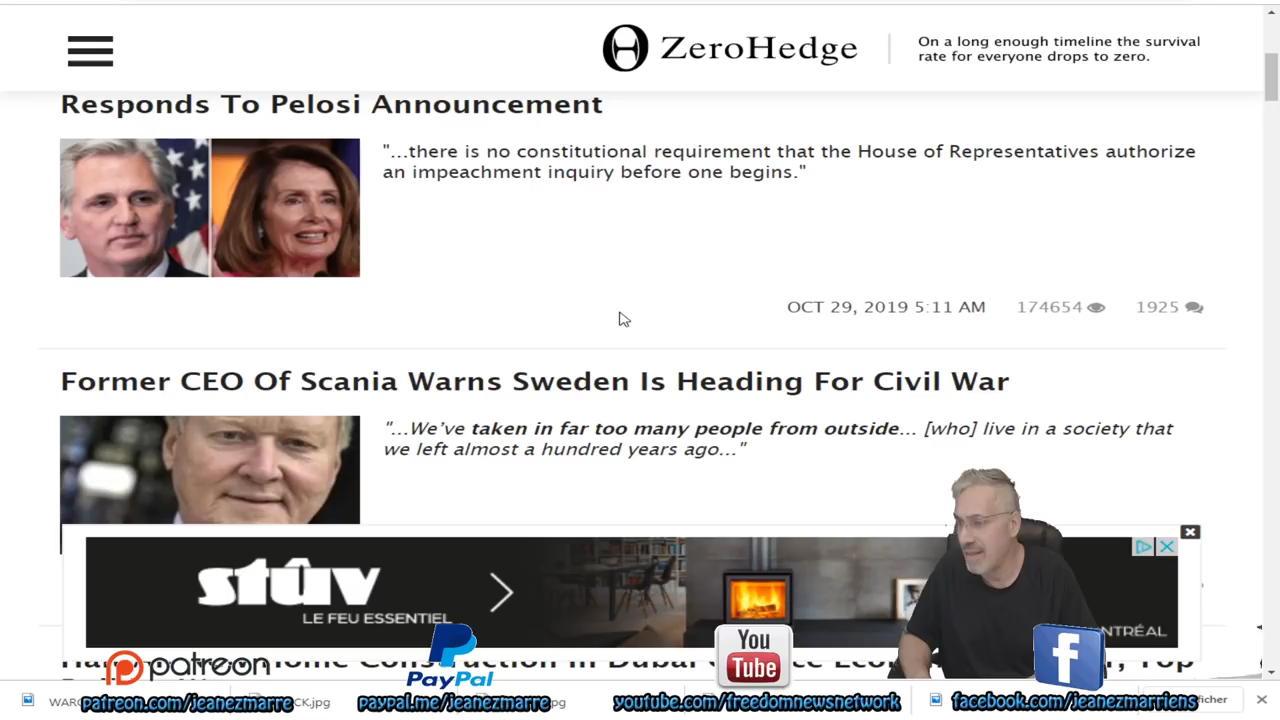 ZeroHedge
On a long enough timeline the survival
rate for everyone drops to zero.
Responds To Pelosi Announcement
"...there is no constitutional requirement that the House of Representatives authorize
an impeachment inquiry before one begins."
OCT 29, 2019 5:11 AM 174654 1925
Former CEO Of Scania Warns Sweden Is Heading For Civil War
"...We've taken in far too many people from outside... [who] live in a society that
we left almost a hundred years ago..."
stûv
LE FEU ESSENTIEL
Construction In Dubai
patreon
PayPal
You
Tube
patreon.com/jeanezmarre
paypal.me/jeanezmarre
youtube.com/freedomnewsnetwork
facebook.com/jeanezmarriens